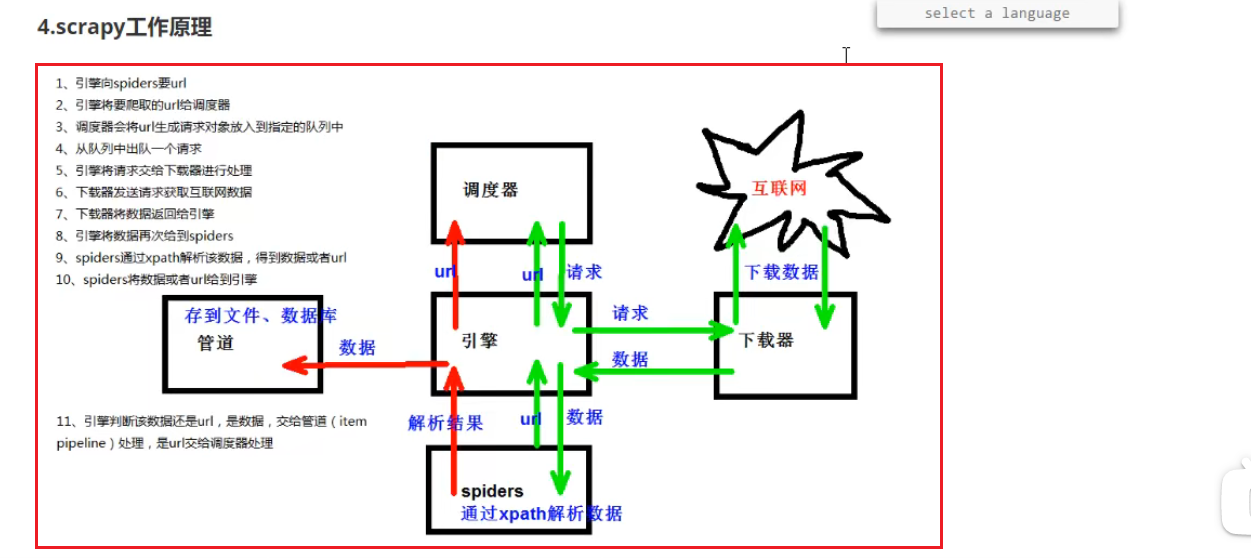 4.scrapy工作原理
select a language
1、引擎向spiders要url
2、引擎将要爬取的url给调度器
3、调度器会将url生成请求对象放入到指定的队列中
4、从队列中出队一个请求
5、引擎将请求交给下载器进行处理
6、下载器发送请求获取互联网数据
7、下载器将数据返回给引擎
8、引擎将数据再次给到spiders
9、spiders通过xpath解析该数据，得到数据或者url
10、spiders将数据或者url给到引擎
调度器
互联网
url
url
请求
下载数据
存到文件、数据库
管道
数据
引擎
请求
数据
下载器
11、引擎判断该数据还是url，是数据，交给管道（item
pipeline）处理，是url交给调度器处理
解析结果
url
数据
spiders
通过xpath解析数据